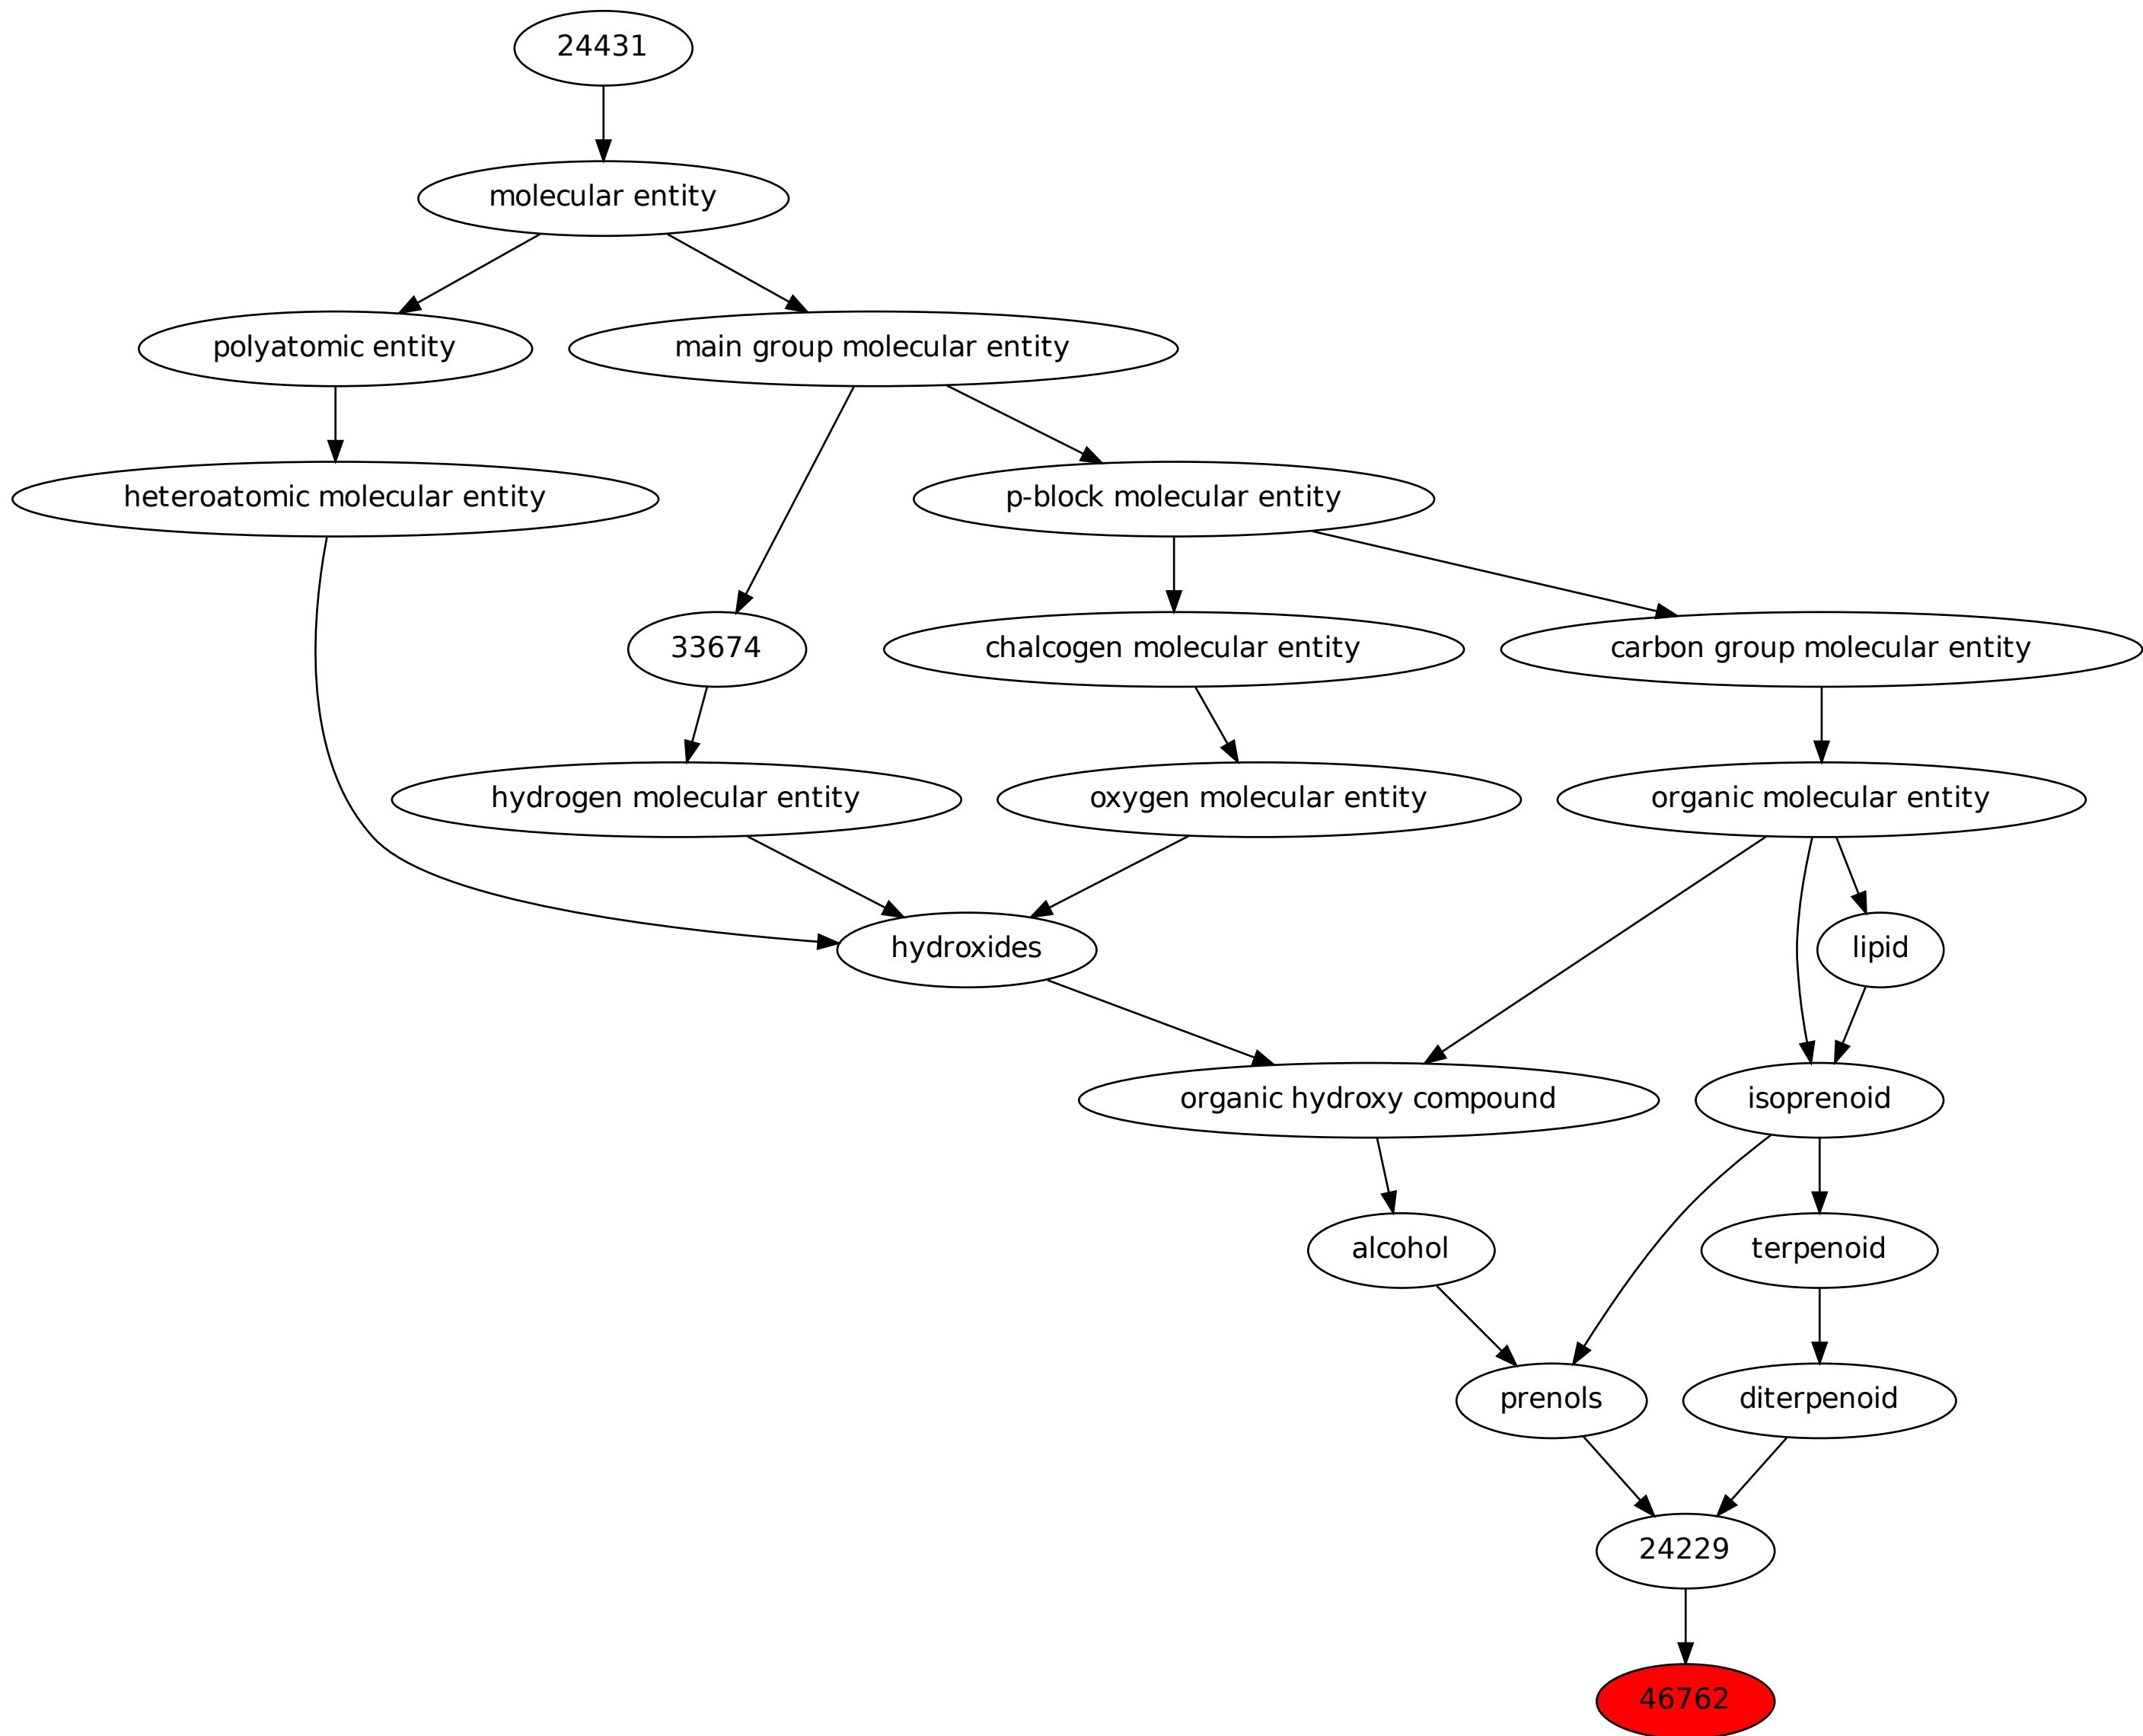 24431
molecular entity
polyatomic entity
main group molecular entity
heteroatomic molecular entity
p-block molecular entity
33674
chalcogen molecular entity
carbon group molecular entity
hydrogen molecular entity
oxygen molecular entity
organic molecular entity
hydroxides
lipid
organic hydroxy compound
isoprenoid
alcohol
terpenoid
prenols
diterpenoid
24229
46762